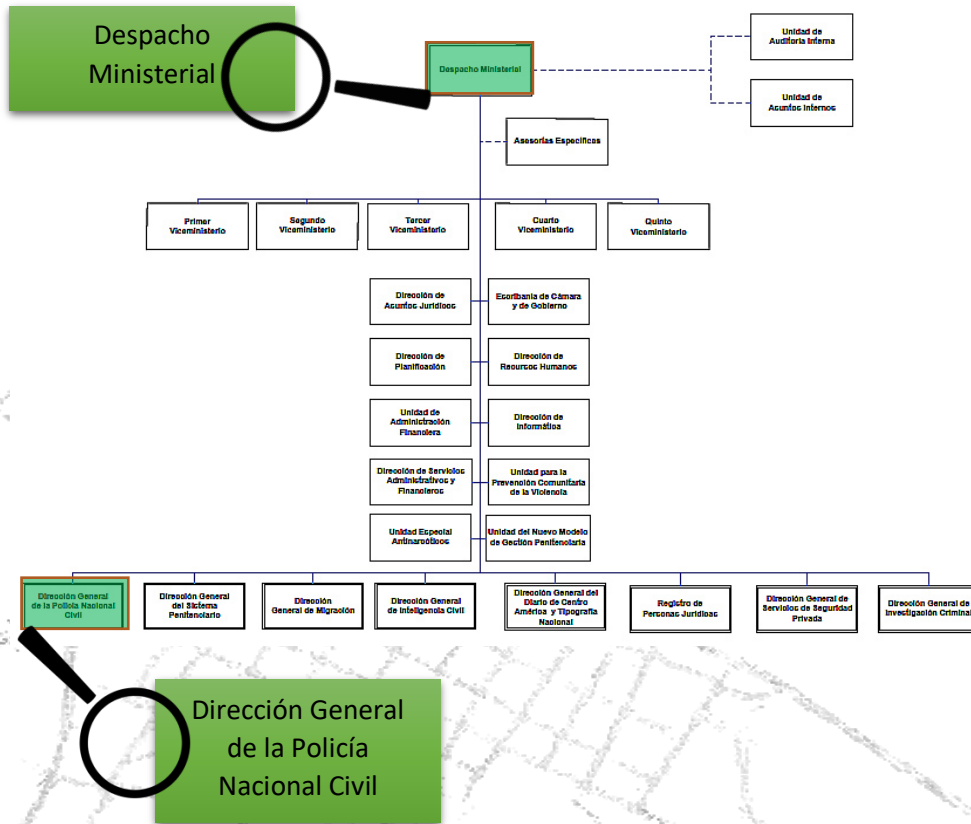 Despacho
Ministerial
Despacho Ministerial
Unidad de
Auditoria Interna
Unidad de
Asuntos Internos
Asesorías Específicas
Primer
Viceministerio
Segundo
Viceministerio
Tercer
Viceministerio
Cuarto
Viceministerio
Quinto
Viceministerio
Dirección de
Asuntos Jurídicos
Escribanía de Cámara
y de Gobierno
Dirección de
Planificación
Dirección de
Recursos Humanos
Unidad de
Administración
Financiera
Dirección de
Informática
Dirección de Servicios
Administrativos y
Financieros
Unidad para la
Prevención Comunitaria
de la Violencia
Unidad Especial
Antinarcóticos
Unidad del Nuevo Modelo
de Gestión Penitenciaria
Dirección General
de la Policía Nacional
Civil
Dirección General
del Sistema
Penitenciario
Dirección
General de Migración
Dirección General
de Inteligencia Civil
Dirección General del
Diario de Centro
América y Tipografía
Nacional
Registro de
Personas Jurídicas
Dirección General de
Servicios de Seguridad
Privada
Dirección General de
Investigación Criminal
Dirección General
de la Policía
Nacional Civil